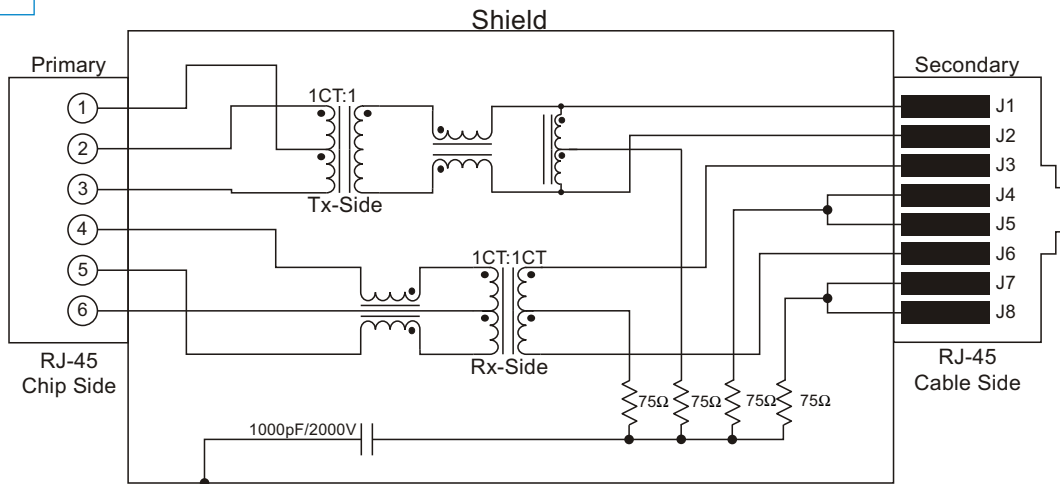 Shield
Primary
Secondary
1
2
3
4
5
6
1CT:1
Tx-Side
1CT:1CT
Rx-Side
J1
J2
J3
J4
J5
J6
J7
J8
RJ-45
Chip Side
RJ-45
Cable Side
75Ω 75Ω 75Ω 75Ω
1000pF/2000V